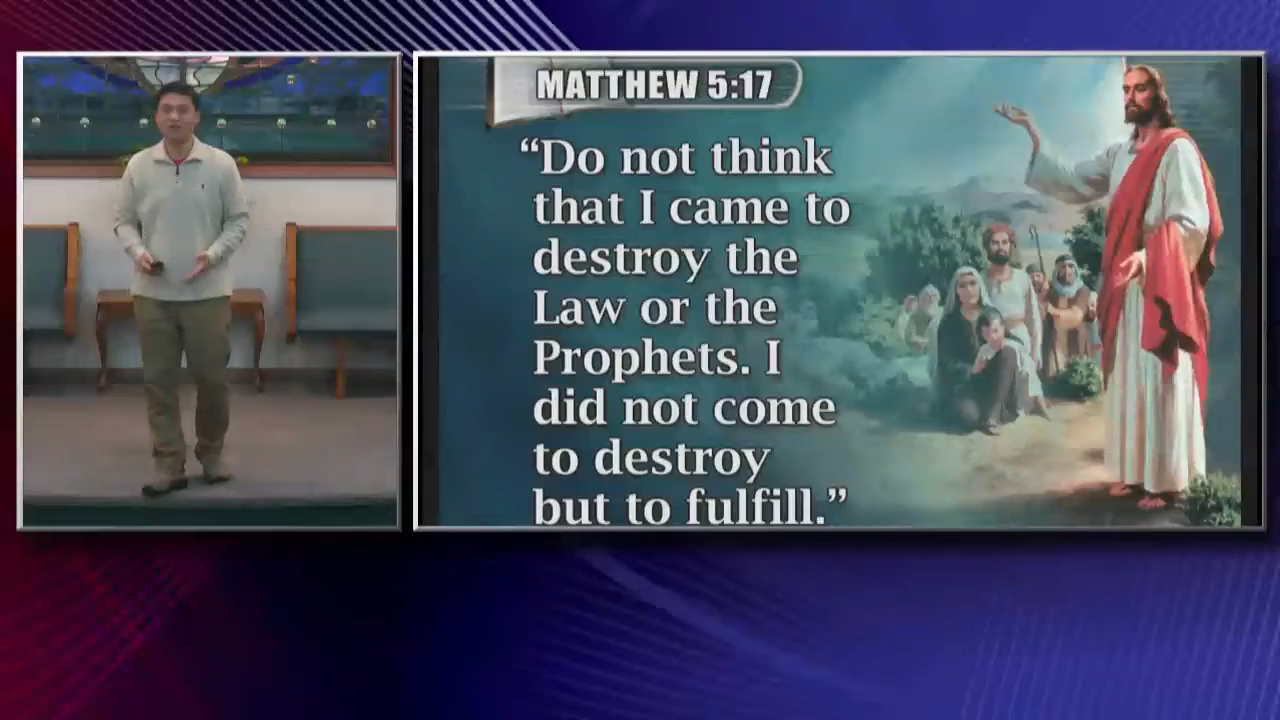 MATTHEW 5:17
“Do not think
that I came to
destroy the
Law or the
Prophets. I
did not come
to destroy
but to fulfill.”